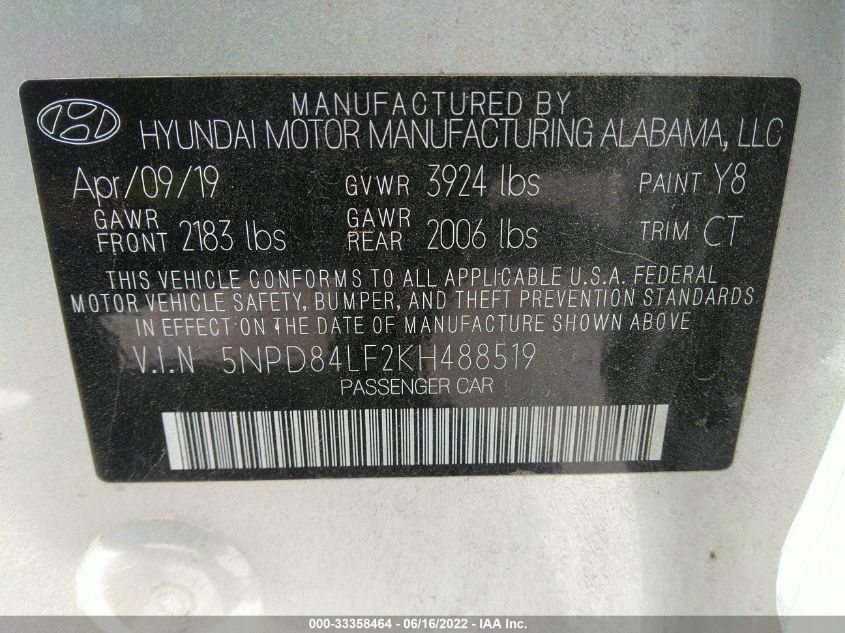 MANUFACTURED BY
HYUNDAI MOTOR MANUFACTURING ALABAMA, LLC
Apr/09/19 GVWR 3924 lbs PAINT Y8
GAWR FRONT 2183 lbs GAWR REAR 2006 lbs TRIM CT
THIS VEHICLE CONFORMS TO ALL APPLICABLE U.S.A. FEDERAL
MOTOR VEHICLE SAFETY, BUMPER, AND THEFT PREVENTION STANDARDS
IN EFFECT ON THE DATE OF MANUFACTURE SHOWN ABOVE
V.I.N 5NPD84LF2KH488519
PASSENGER CAR
000-33358464 - 06/16/2022 - IAA Inc.